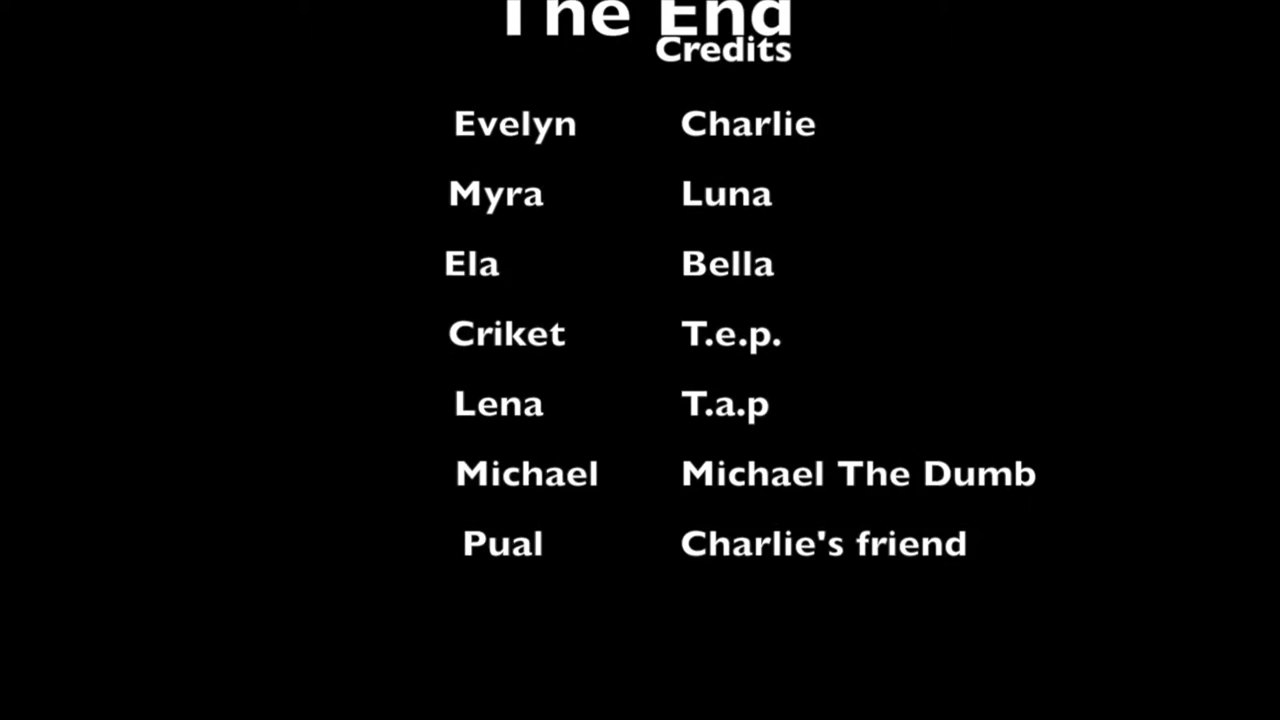 The End
Credits
Evelyn Charlie
Myra Luna
Ela Bella
Criket T.e.p.
Lena T.a.p
Michael Michael The Dumb
Pual Charlie's friend